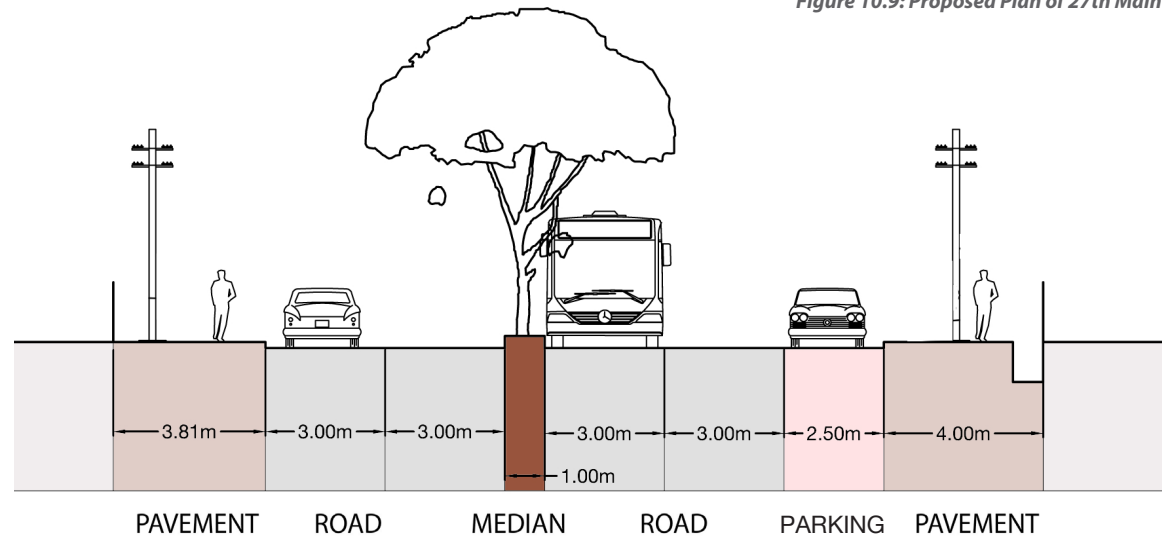 Figure 10.9: Proposed Plan of 27th Main
3.81m 3.00m 3.00m 3.00m 3.00m 2.50m 4.00m
1.00m
PAVEMENT ROAD MEDIAN ROAD PARKING PAVEMENT